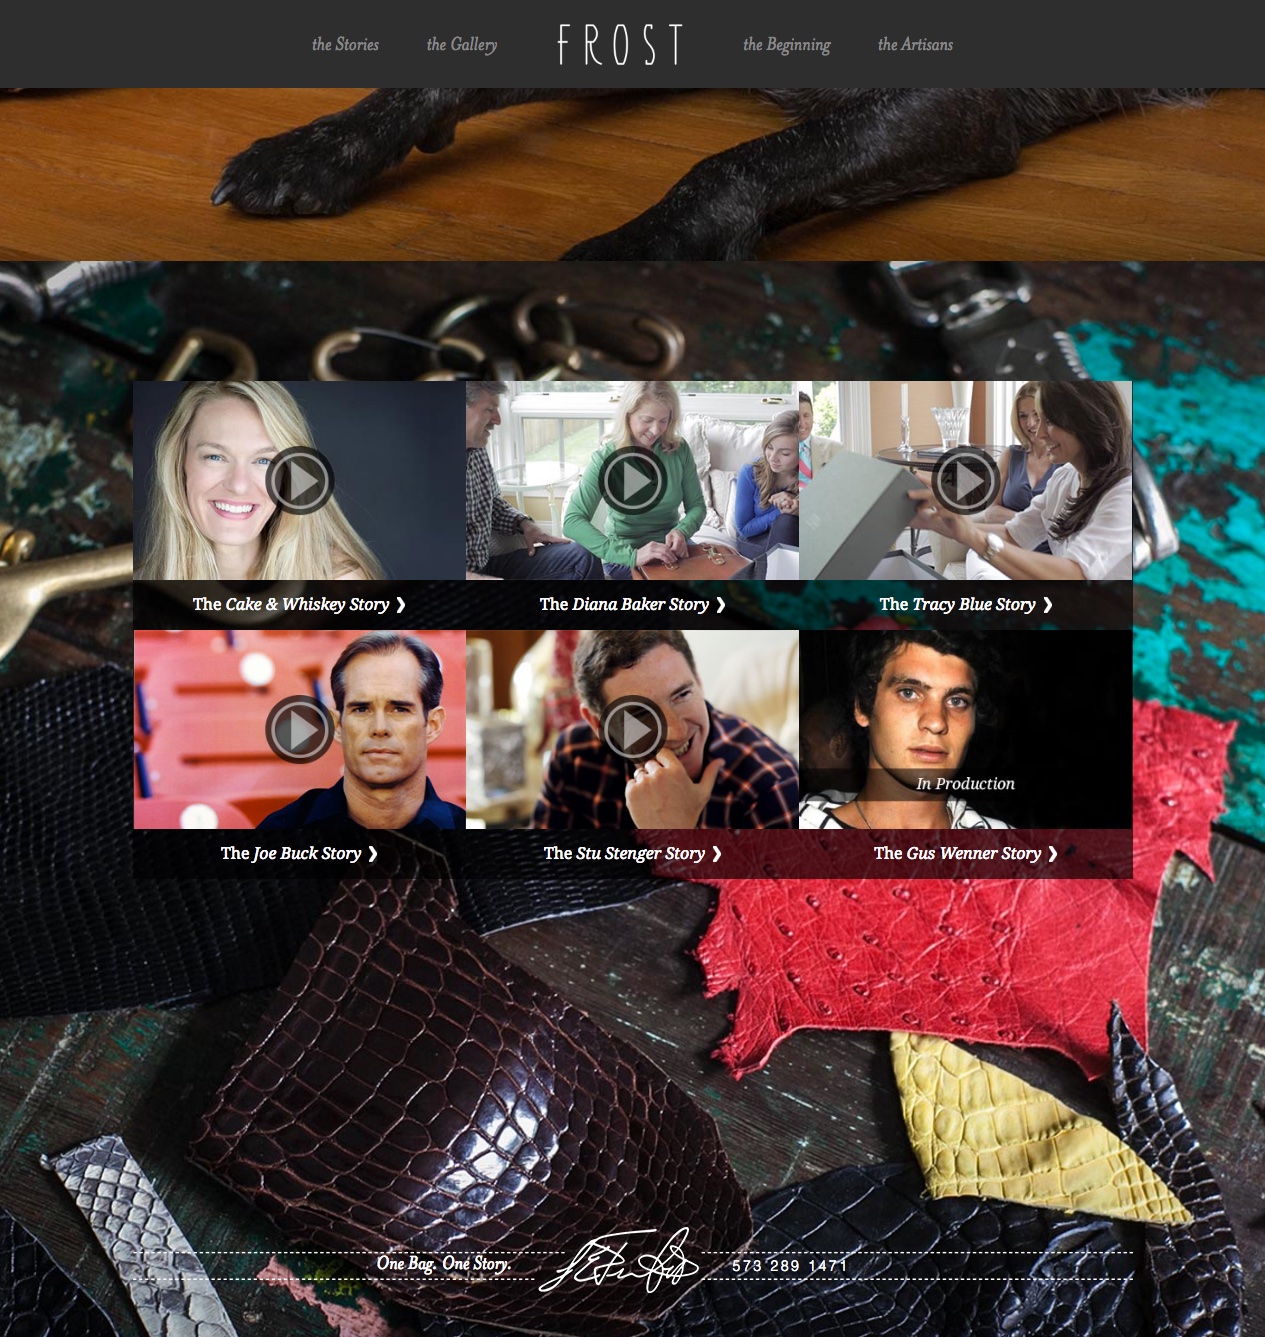 the Stories the Gallery FROST the Beginning the Artisans
The Cake & Whiskey Story ❯ The Diana Baker Story ❯ The Tracy Blue Story ❯
In Production
The Joe Buck Story ❯ The Stu Stenger Story ❯ The Gus Wenner Story ❯
One Bag. One Story. 573 289 1471